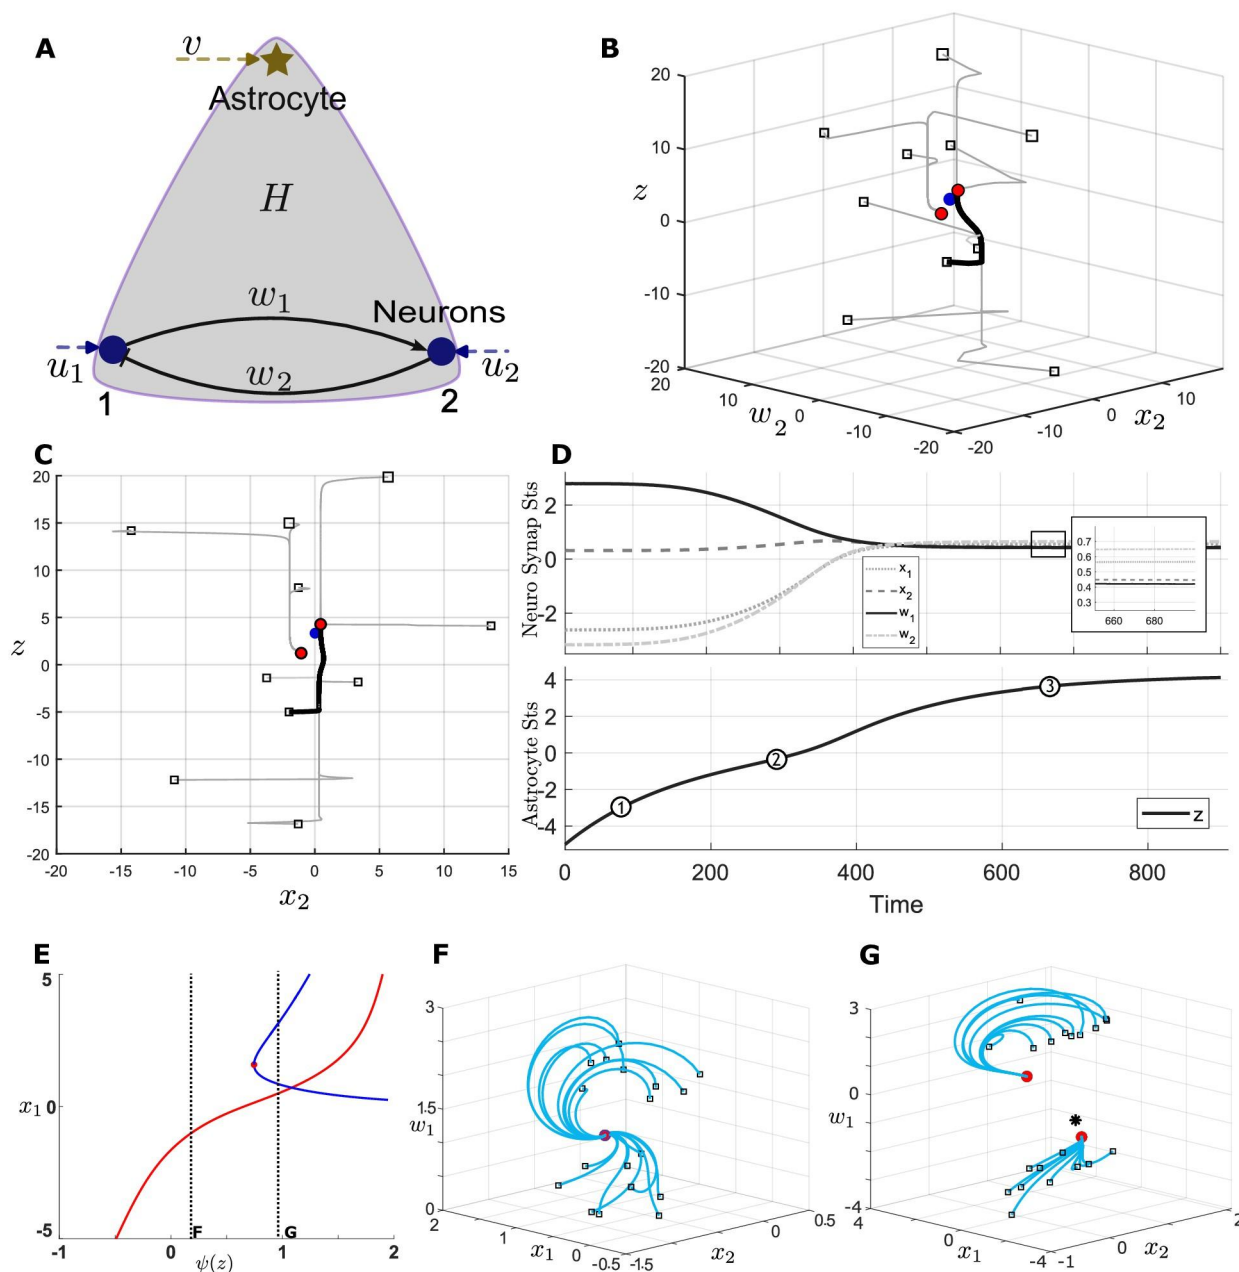 A
v
Astrocyte
H
w1
Neurons
u1
w2
u2
1
2
B
20
10
z
0
-10
-20
20
10
w2
0
-10
-20
-20
-10
0
x2
10
C
20
15
10
5
z
0
-5
-10
-15
-20
-20
-15
-10
-5
0
5
10
15
x2
D
Neuro Synap Sts
2
0
-2
x1
x2
w1
w2
0.7
0.6
0.5
0.4
0.3
660
680
Astrocyte Sts
4
2
0
-2
-4
1
2
3
z
0
200
400
600
800
Time
E
5
x1 0
-5
F
G
-1
0
1
2
ψ(z)
F
3
1.5
w1
0
2
1
x1
0
-0.5
-1.5
x2
0
0.5
G
3
0
w1
-4
4
0
x1
-4
-1
0
x2
2